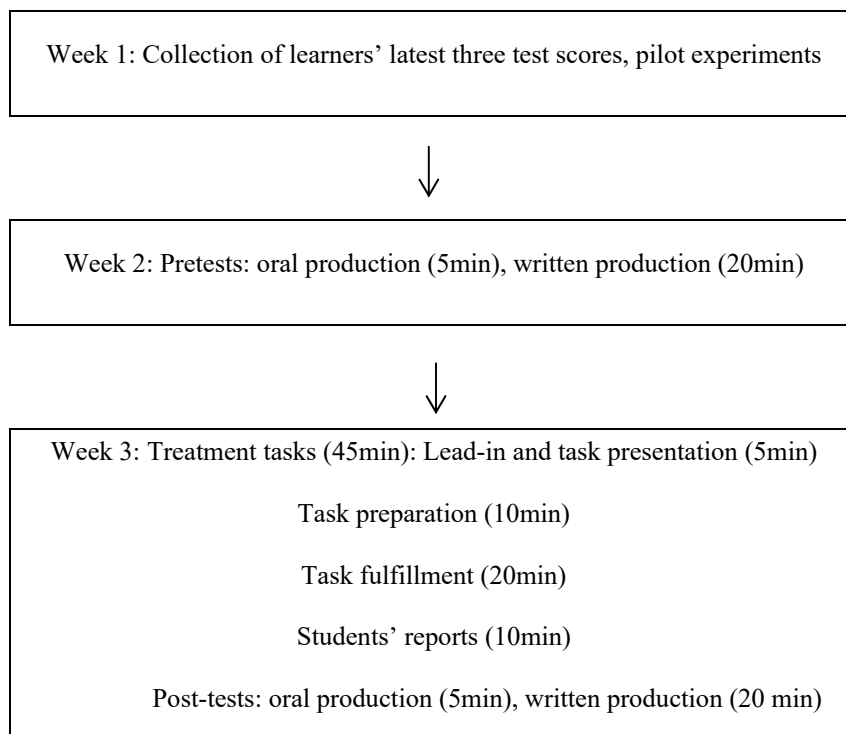 Week 1: Collection of learners’ latest three test scores, pilot experiments
Week 2: Pretests: oral production (5min), written production (20min)
Week 3: Treatment tasks (45min): Lead-in and task presentation (5min)
Task preparation (10min)
Task fulfillment (20min)
Students’ reports (10min)
Post-tests: oral production (5min), written production (20 min)